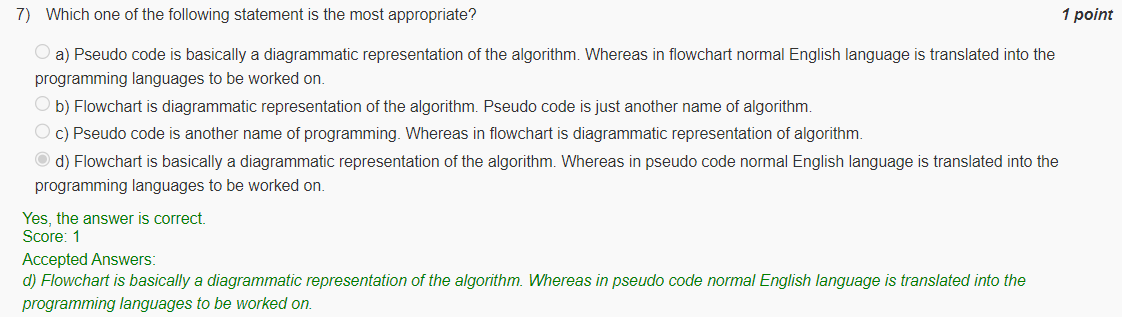 7) Which one of the following statement is the most appropriate? 1 point
a) Pseudo code is basically a diagrammatic representation of the algorithm. Whereas in flowchart normal English language is translated into the
programming languages to be worked on.
b) Flowchart is diagrammatic representation of the algorithm. Pseudo code is just another name of algorithm.
c) Pseudo code is another name of programming. Whereas in flowchart is diagrammatic representation of algorithm.
d) Flowchart is basically a diagrammatic representation of the algorithm. Whereas in pseudo code normal English language is translated into the
programming languages to be worked on.
Yes, the answer is correct.
Score: 1
Accepted Answers:
d) Flowchart is basically a diagrammatic representation of the algorithm. Whereas in pseudo code normal English language is translated into the
programming languages to be worked on.